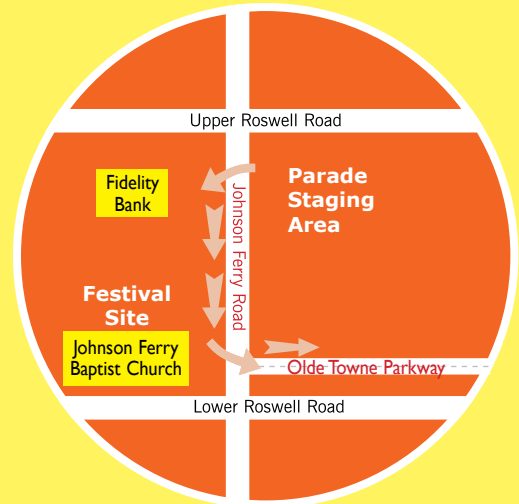 Upper Roswell Road
Fidelity
Bank
Parade
Staging
Area
Johnson Ferry Road
Festival
Site
Johnson Ferry
Baptist Church
Olde Towne Parkway
Lower Roswell Road